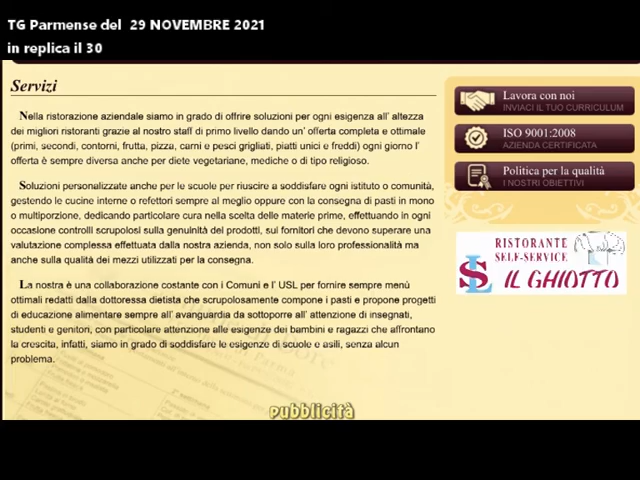 TG Parmense del 29 NOVEMBRE 2021
in replica il 30
Servizi
Nella ristorazione aziendale siamo in grado di offrire soluzioni per ogni esigenza all' altezza
dei migliori ristoranti grazie al nostro staff di primo livello dando un' offerta completa e ottimale
(primi, secondi, contorni, frutta, pizza, carni e pesci grigliati, piatti unici e freddi) ogni giorno l'
offerta è sempre diversa anche per diete vegetariane, mediche o di tipo religioso.
Soluzioni personalizzate anche per le scuole per riuscire a soddisfare ogni istituto o comunità,
gestendo le cucine interne o refettori sempre al meglio oppure con la consegna di pasti in mono
o multiporzione, dedicando particolare cura nella scelta delle materie prime, effettuando in ogni
occasione controlli scrupolosi sulla genuinità dei prodotti, sui fornitori che devono superare una
valutazione complessa effettuata dalla nostra azienda, non solo sulla loro professionalità ma
anche sulla qualità dei mezzi utilizzati per la consegna.
La nostra è una collaborazione costante con i Comuni e l' USL per fornire sempre menù
ottimali redatti dalla dottoressa dietista che scrupolosamente compone i pasti e propone progetti
di educazione alimentare sempre all' avanguardia da sottoporre all' attenzione di insegnati,
studenti e genitori, con particolare attenzione alle esigenze dei bambini e ragazzi che affrontano
la crescita, infatti, siamo in grado di soddisfare le esigenze di scuole e asili, senza alcun
problema.
Lavora con noi
INVIACI IL TUO CURRICULUM
ISO 9001:2008
AZIENDA CERTIFICATA
Politica per la qualità
I NOSTRI OBIETTIVI
RISTORANTE
SELF-SERVICE
SL IL GHIOTTO
pubblicità